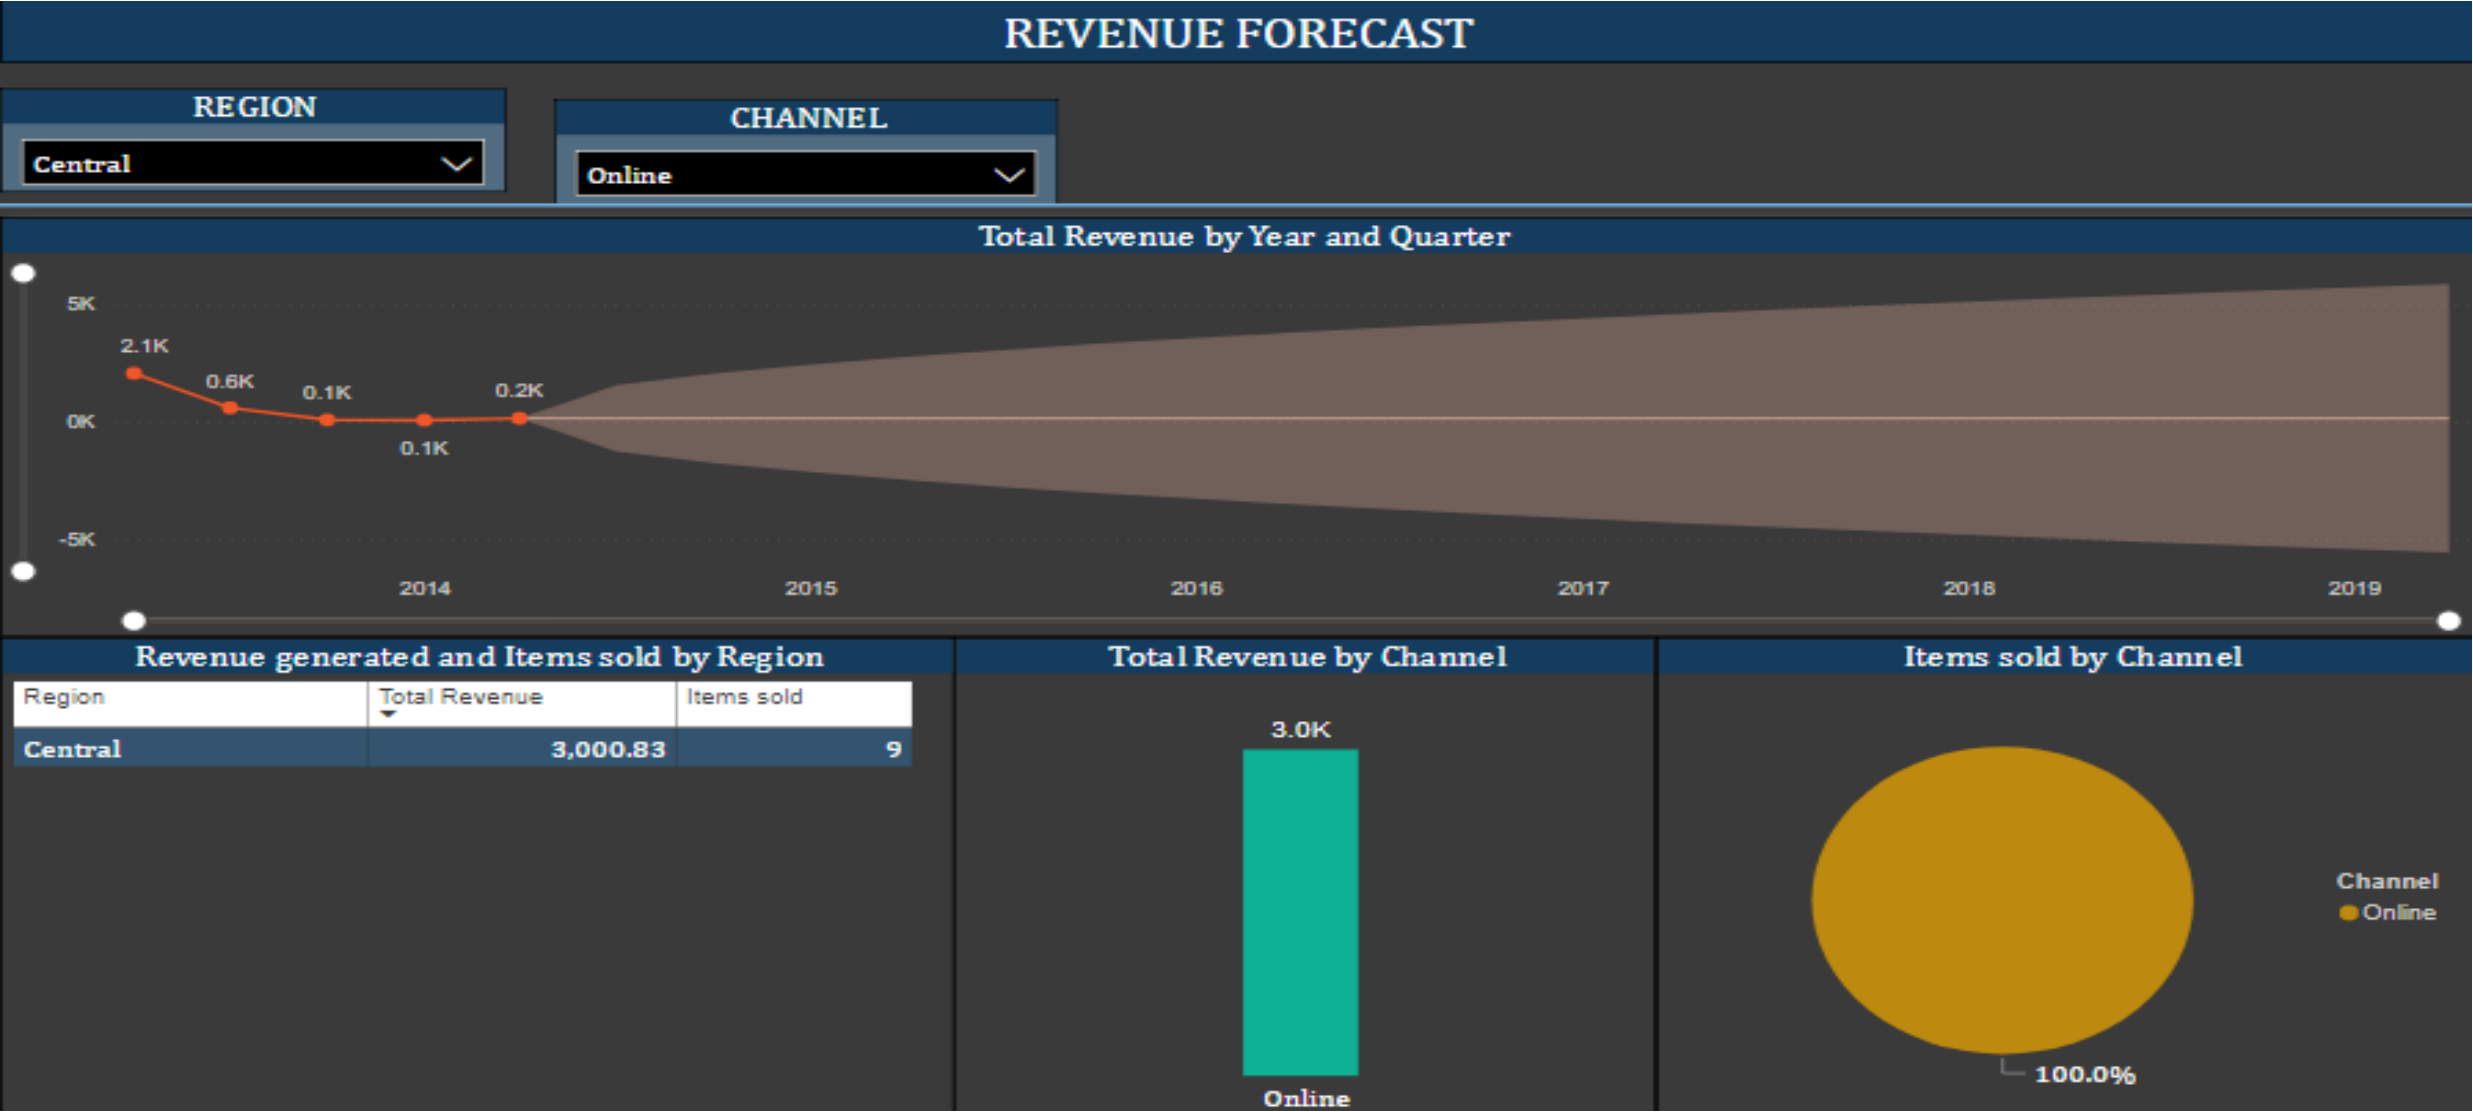 REVENUE FORECAST
REGION
Central
CHANNEL
Online
Total Revenue by Year and Quarter
5K
0K
-5K
2.1K
0.6K
0.1K
0.1K
0.2K
2014 2015 2016 2017 2018 2019
Revenue generated and Items sold by Region
Region Total Revenue Items sold
Central 3,000.83 9
Total Revenue by Channel
3.0K
Online
Items sold by Channel
Channel
Online
100.0%